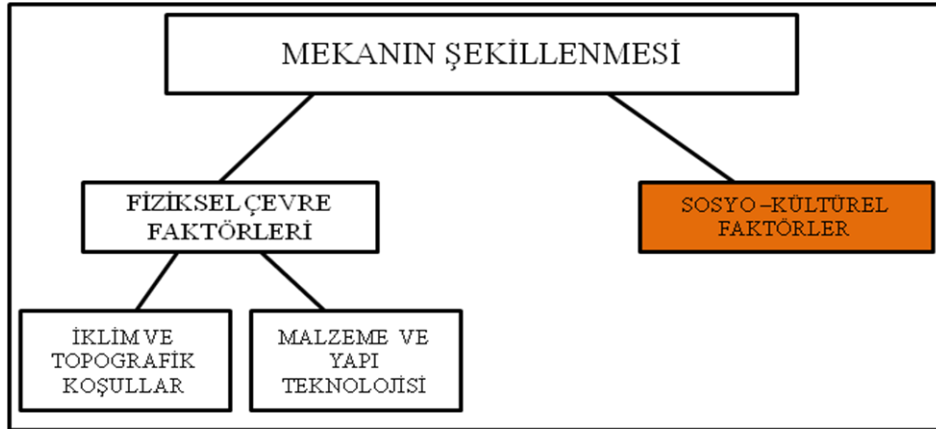 MEKANIN ŞEKİLLENMESİ
FİZİKSEL ÇEVRE
FAKTÖRLERİ
SOSYO –KÜLTÜREL
FAKTÖRLER
İKLİM VE
TOPOGRAFİK
KOŞULLAR
MALZEME VE
YAPI
TEKNOLOJİSİ